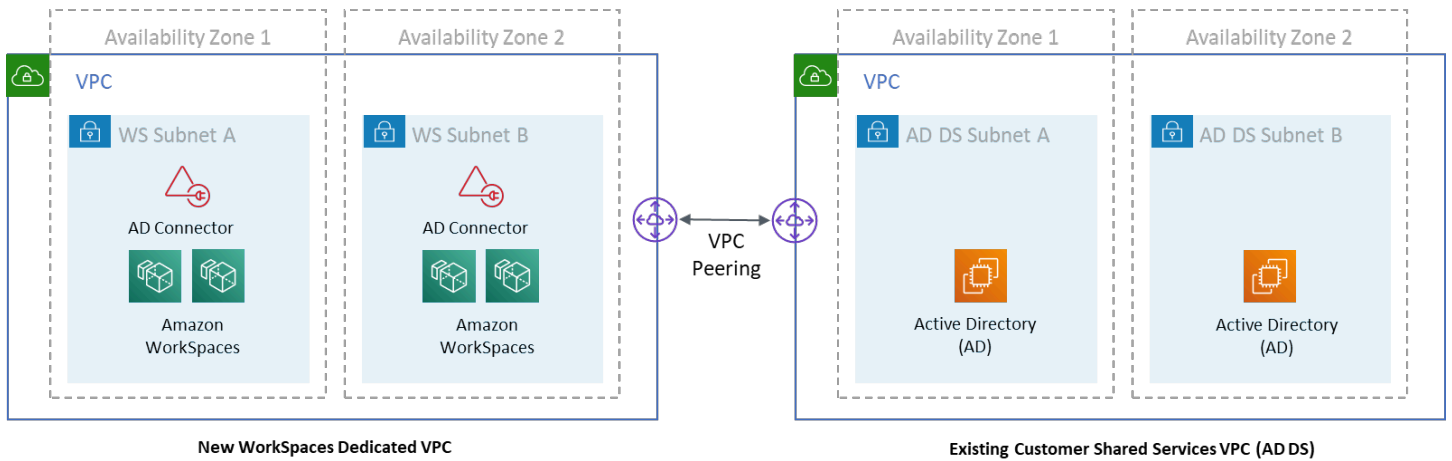 Availability Zone 1
Availability Zone 2
VPC
WS Subnet A
WS Subnet B
AD Connector
AD Connector
Amazon
WorkSpaces
Amazon
WorkSpaces
New WorkSpaces Dedicated VPC
VPC
Peering
Availability Zone 1
Availability Zone 2
VPC
AD DS Subnet A
AD DS Subnet B
Active Directory
(AD)
Active Directory
(AD)
Existing Customer Shared Services VPC (AD DS)